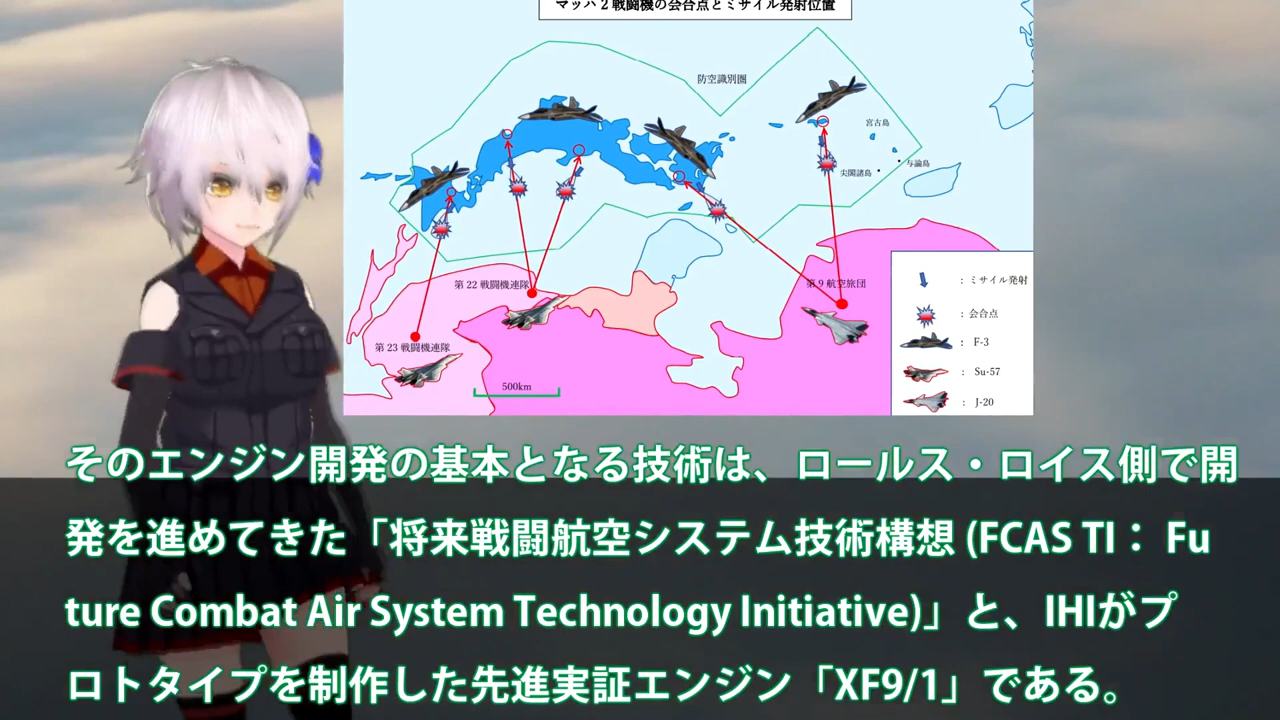 マッハ2戦闘機の会合点とミサイル発射位置
防空識別圏
宮古島
与論島
尖閣諸島
第22戦闘機連隊
第9航空旅団
第23戦闘機連隊
500km
：ミサイル発射
：会合点
： F-3
： Su-57
： J-20
そのエンジン開発の基本となる技術は、ロールス・ロイス側で開
発を進めてきた「将来戦闘航空システム技術構想 (FCAS TI： Fu
ture Combat Air System Technology Initiative)」と、IHIがプ
ロトタイプを制作した先進実証エンジン「XF9/1」である。